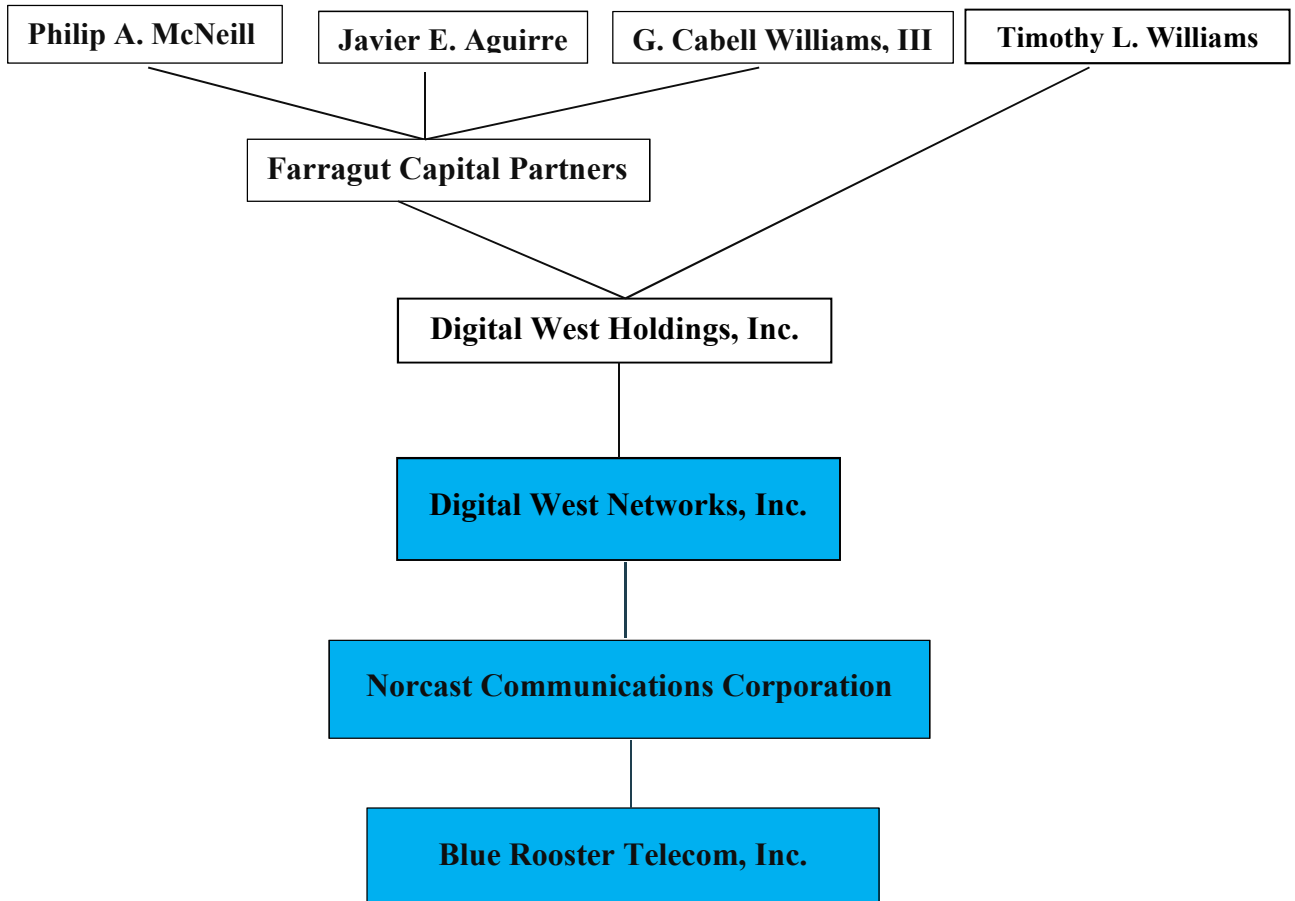 Philip A. McNeill
Javier E. Aguirre
G. Cabell Williams, III
Timothy L. Williams
Farragut Capital Partners
Digital West Holdings, Inc.
Digital West Networks, Inc.
Norcast Communications Corporation
Blue Rooster Telecom, Inc.